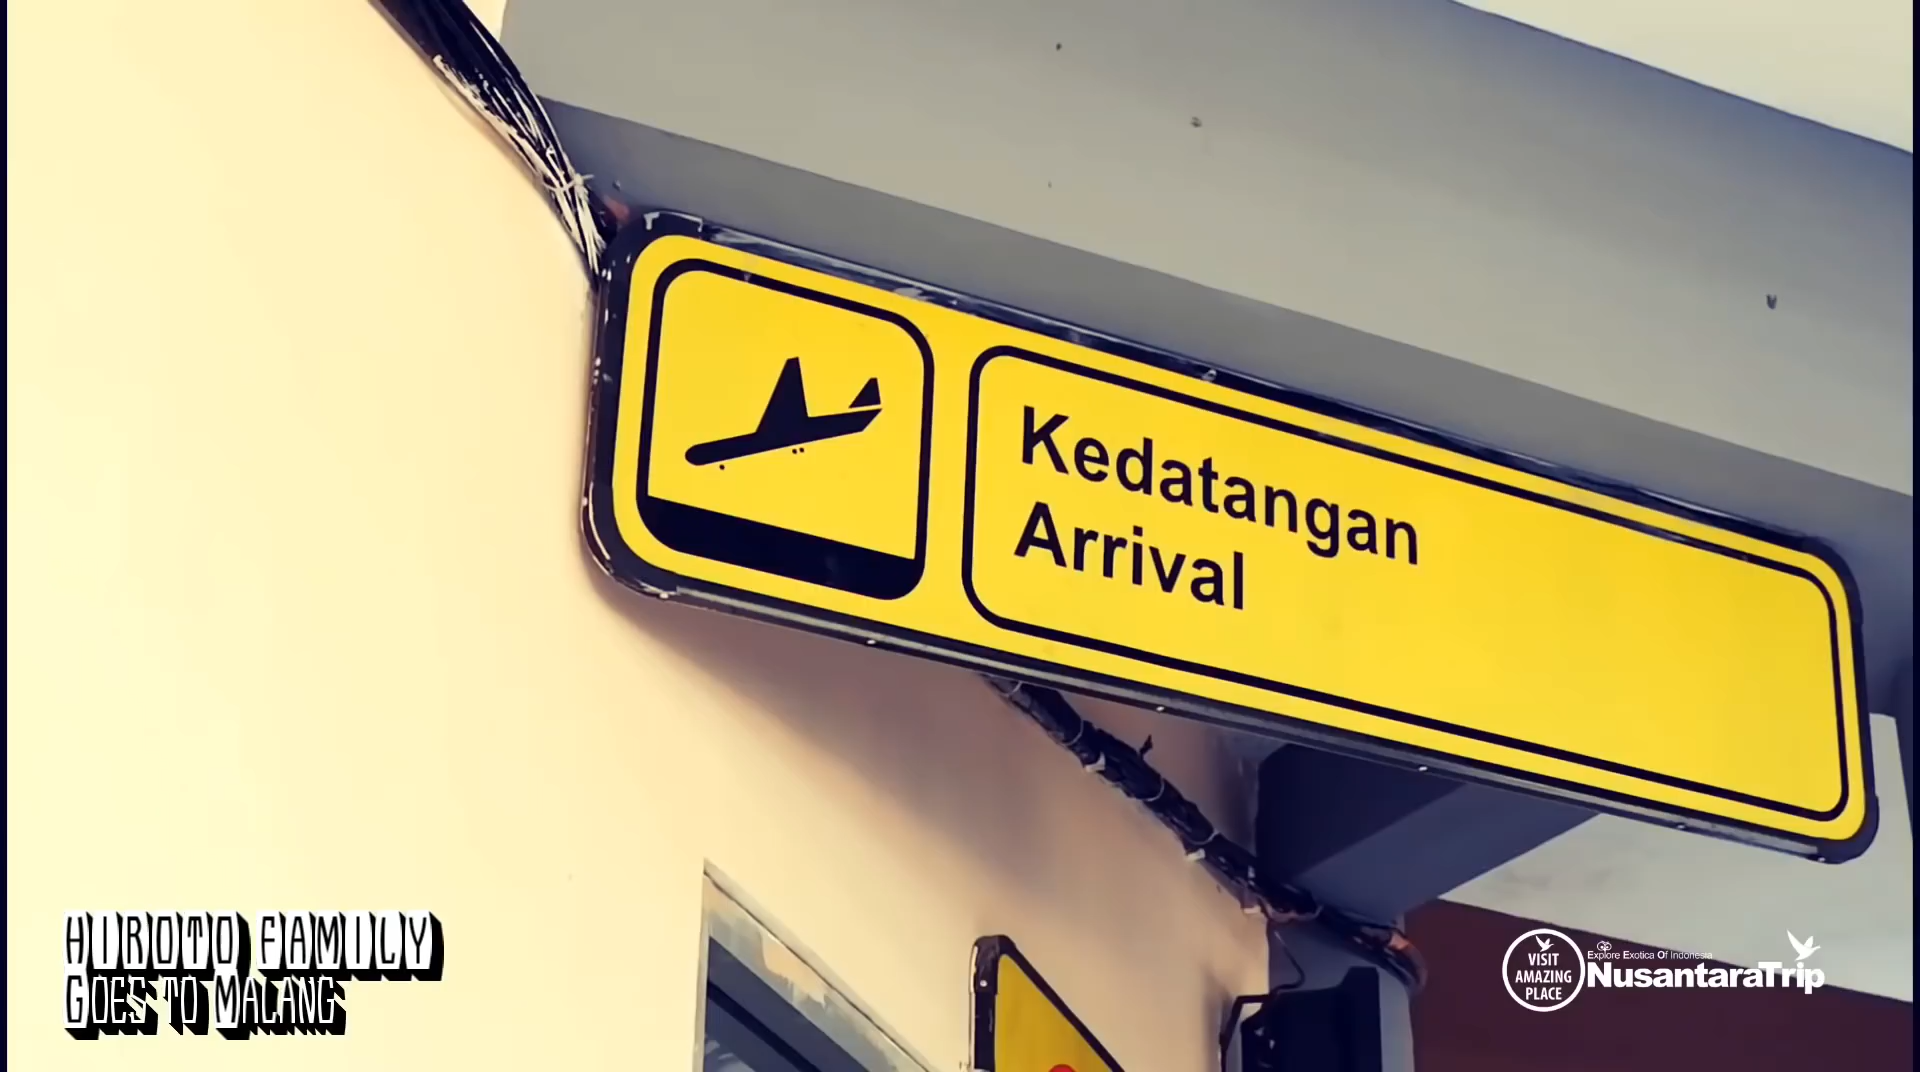 Kedatangan
Arrival
HIROTO FAMILY
GOES TO MALANG
VISIT
AMAZING
PLACE
Explore Exotica Of Indonesia
NusantaraTrip